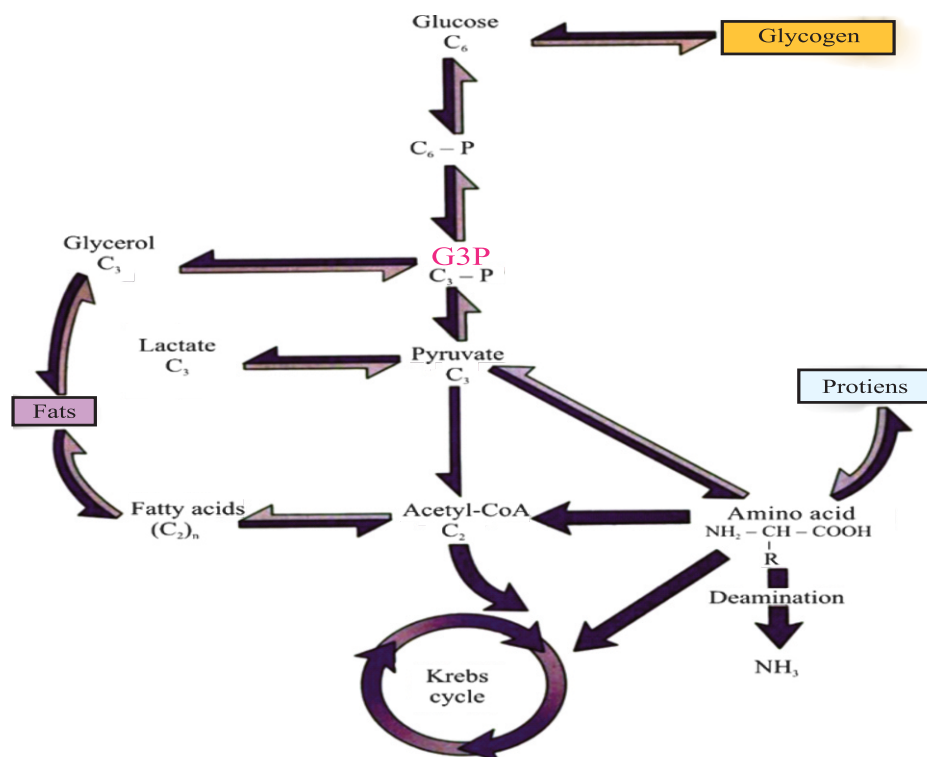 Glucose
C₆
Glycogen
C₆ – P
Glycerol
C₃
G3P
C₃ – P
Lactate
C₃
Pyruvate
C₃
Protiens
Fats
Fatty acids
(C₂)ₙ
Acetyl-CoA
C₂
Amino acid
NH₂ – CH – COOH
R
Deamination
Krebs
cycle
NH₃